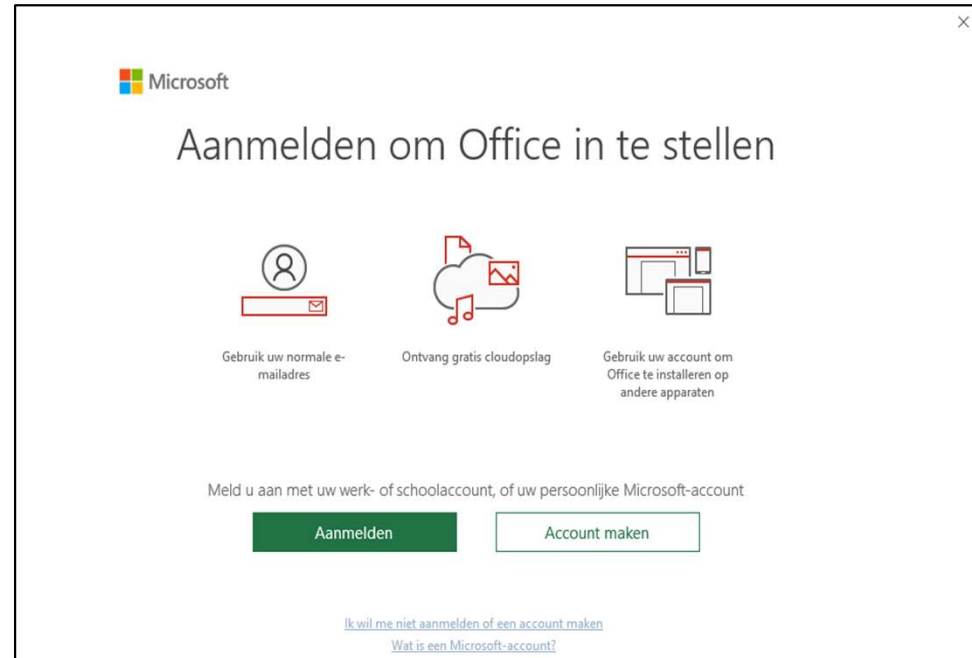 Microsoft
Aanmelden om Office in te stellen
Gebruik uw normale e-
mailadres
Ontvang gratis cloudopslag
Gebruik uw account om
Office te installeren op
andere apparaten
Meld u aan met uw werk- of schoolaccount, of uw persoonlijke Microsoft-account
Aanmelden
Account maken
Ik wil me niet aanmelden of een account maken
Wat is een Microsoft-account?